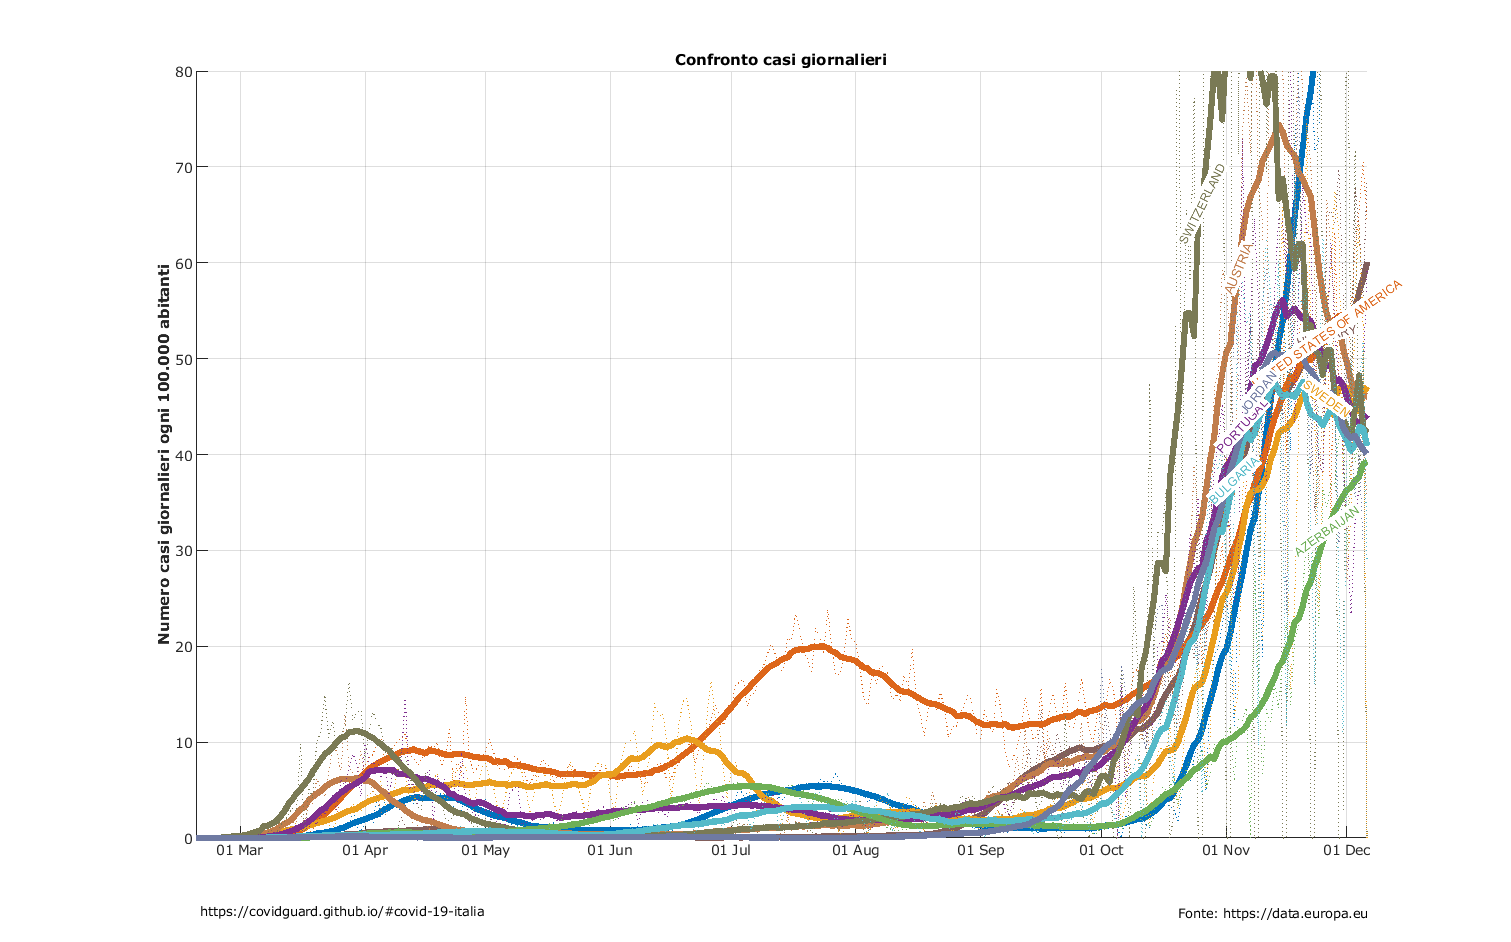 Confronto casi giornalieri
Numero casi giornalieri ogni 100.000 abitanti
80
70
60
50
40
30
20
10
0
01 Mar
01 Apr
01 May
01 Jun
01 Jul
01 Aug
01 Sep
01 Oct
01 Nov
01 Dec
SWITZERLAND
AUSTRIA
STATES OF AMERICA
JORDAN
SWEDEN
PORTUGAL
BULGARIA
AZERBAIJAN
https://covidguard.github.io/#covid-19-italia
Fonte: https://data.europa.eu